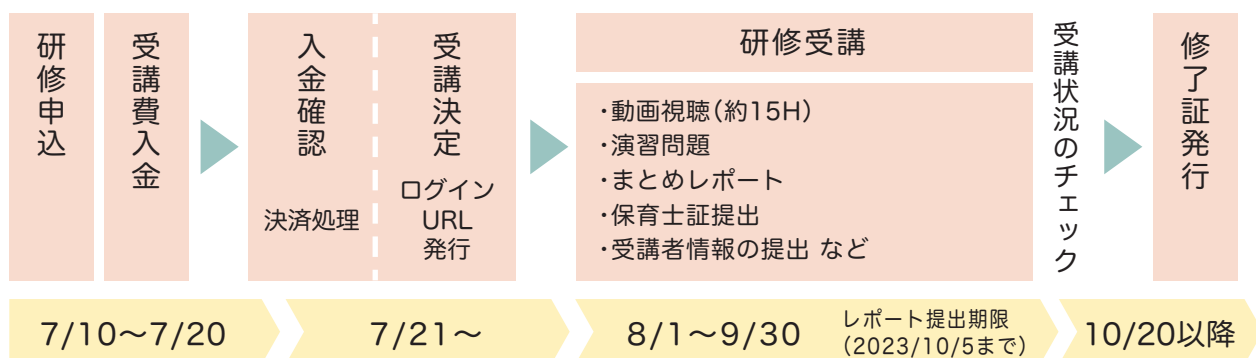 研修申込
受講費入金
入金確認
決済処理
受講決定
ログイン
URL
発行
研修受講
・動画視聴（約15H）
・演習問題
・まとめレポート
・保育士証提出
・受講者情報の提出 など
受講状況のチェック
修了証発行
7/10～7/20
7/21～
8/1～9/30
レポート提出期限
（2023/10/5まで）
10/20以降